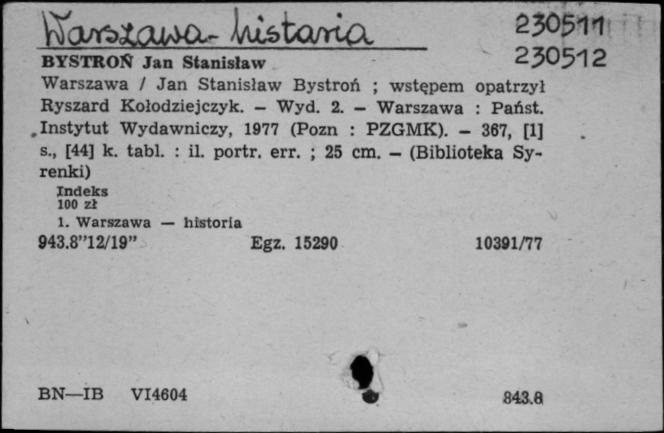 Warszawa - historia
230511
230512
BYSTROŃ Jan Stanisław
Warszawa / Jan Stanisław Bystroń ; wstępem opatrzył
Ryszard Kołodziejczyk. — Wyd. 2. — Warszawa : Państ.
Instytut Wydawniczy, 1977 (Pozn : PZGMK). — 367, [1]
s., [44] k. tabl. : il. portr. err. ; 25 cm. — (Biblioteka Sy-
renki)
Indeks
100 zł
1. Warszawa — historia
943.8"12/19" Egz. 15290 10391/77
BN—IB VI4604 843.8